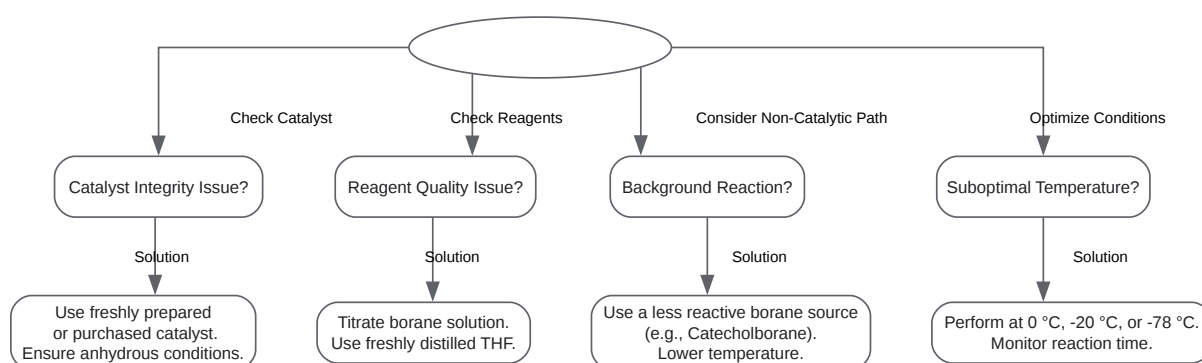 Check Catalyst
Check Reagents
Consider Non-Catalytic Path
Optimize Conditions
Catalyst Integrity Issue?
Reagent Quality Issue?
Background Reaction?
Suboptimal Temperature?
Solution
Solution
Solution
Solution
Use freshly prepared
or purchased catalyst.
Ensure anhydrous conditions.
Titrate borane solution.
Use freshly distilled THF.
Use a less reactive borane source
(e.g., Catecholborane).
Lower temperature.
Perform at 0 °C, -20 °C, or -78 °C.
Monitor reaction time.